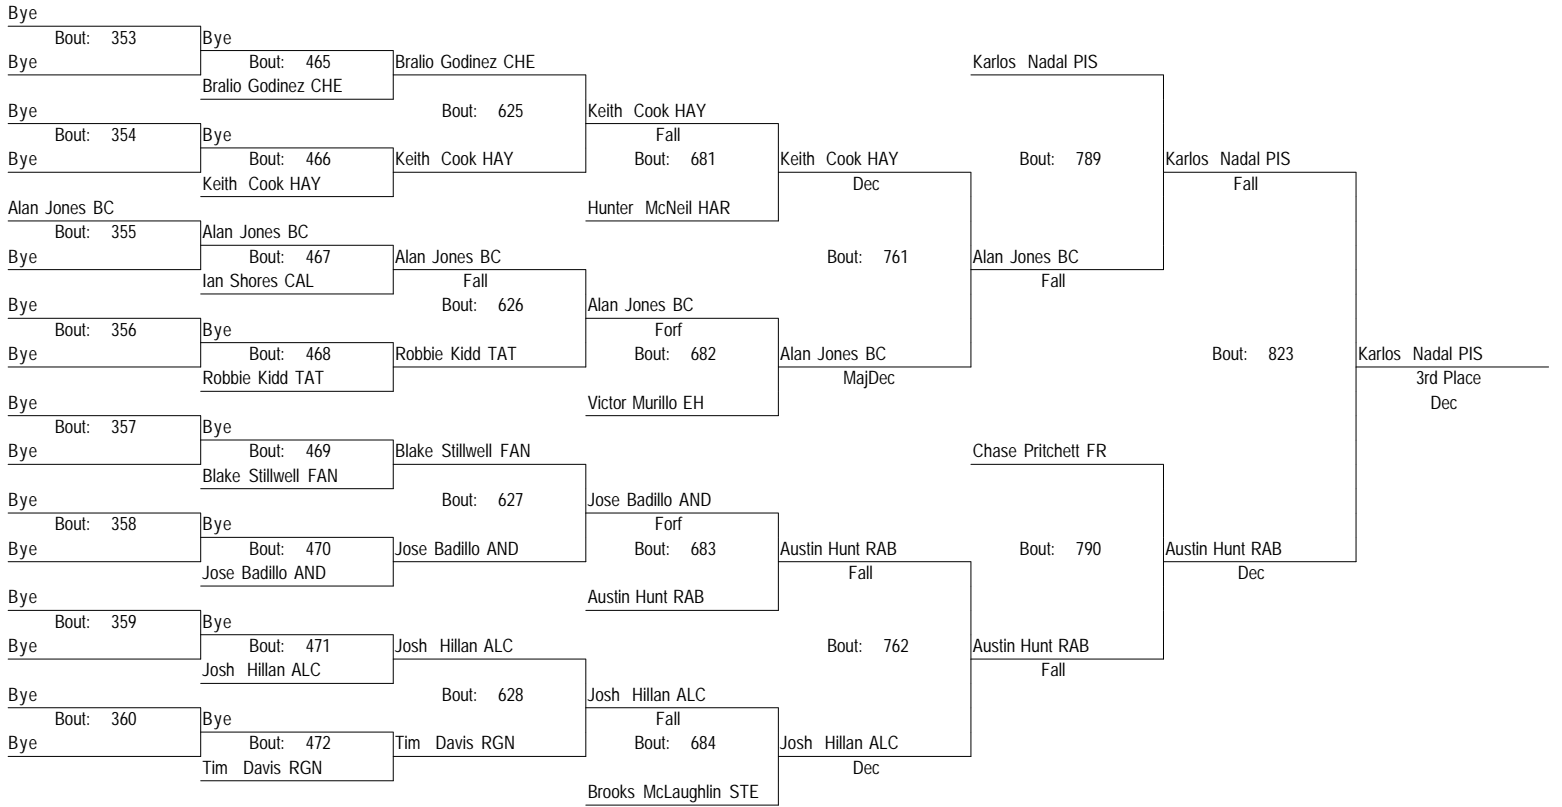 Bye
Bout: 353 Bye
Bye Bout: 465 Bralio Godinez CHE Karlos Nadal PIS
Bralio Godinez CHE
Bye Bout: 625 Keith Cook HAY
Bout: 354 Bye Fall
Bye Bout: 466 Keith Cook HAY Bout: 681 Keith Cook HAY Bout: 789 Karlos Nadal PIS
Keith Cook HAY Dec Fall
Alan Jones BC Hunter McNeil HAR
Bout: 355 Alan Jones BC
Bye Bout: 467 Alan Jones BC Bout: 761 Alan Jones BC
Ian Shores CAL Fall Fall
Bye Bout: 626 Alan Jones BC
Bout: 356 Bye Forf
Bye Bout: 468 Robbie Kidd TAT Bout: 682 Alan Jones BC Bout: 823 Karlos Nadal PIS
Robbie Kidd TAT MajDec 3rd Place
Bye Victor Murillo EH Dec
Bout: 357 Bye
Bye Bout: 469 Blake Stillwell FAN Chase Pritchett FR
Blake Stillwell FAN
Bye Bout: 627 Jose Badillo AND
Bout: 358 Bye Forf
Bye Bout: 470 Jose Badillo AND Bout: 683 Austin Hunt RAB Bout: 790 Austin Hunt RAB
Jose Badillo AND Fall Dec
Bye Austin Hunt RAB
Bout: 359 Bye
Bye Bout: 471 Josh Hillan ALC Bout: 762 Austin Hunt RAB
Josh Hillan ALC Fall
Bye Bout: 628 Josh Hillan ALC
Bout: 360 Bye Fall
Bye Bout: 472 Tim Davis RGN Bout: 684 Josh Hillan ALC
Tim Davis RGN Dec
Brooks McLaughlin STE